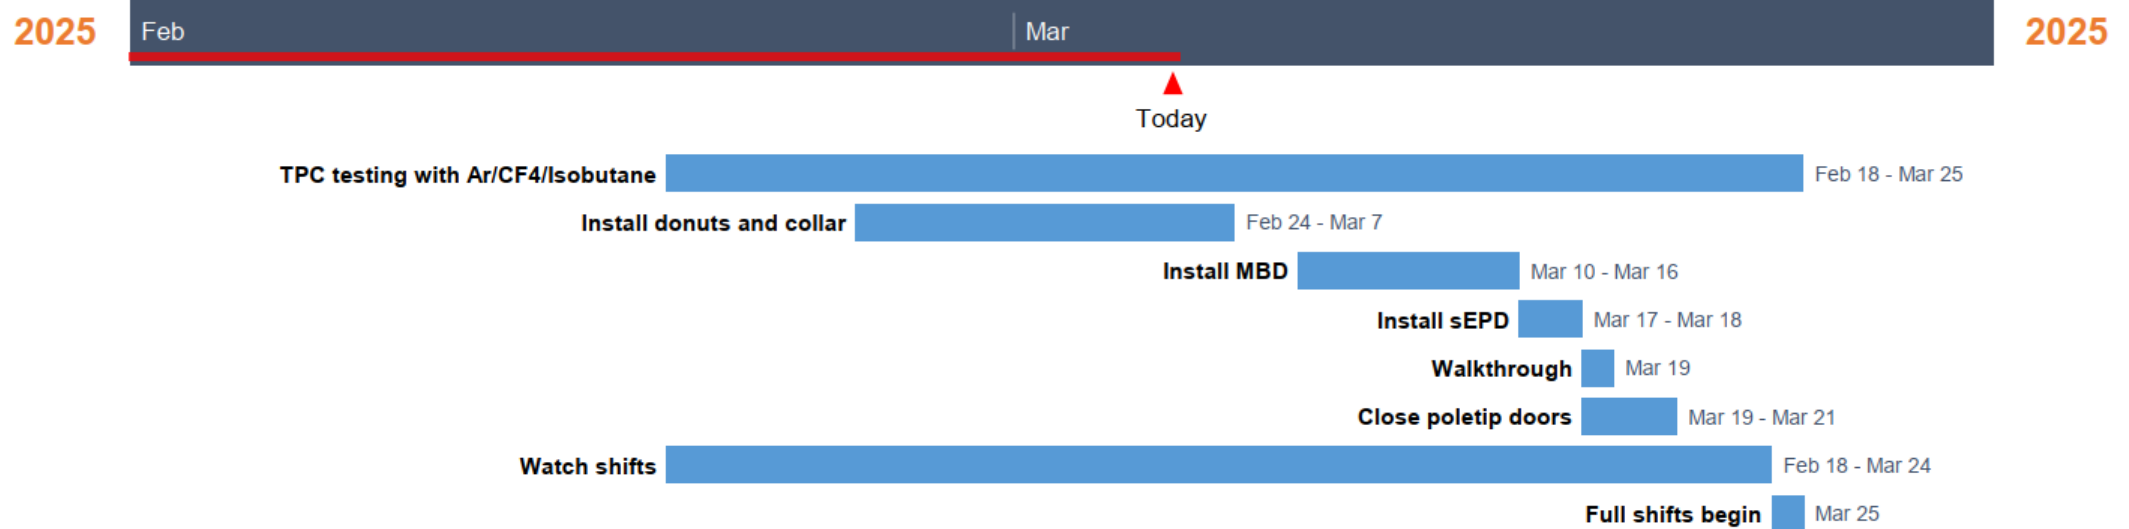 2025 Feb Mar 2025
Today
TPC testing with Ar/CF4/Isobutane Feb 18 - Mar 25
Install donuts and collar Feb 24 - Mar 7
Install MBD Mar 10 - Mar 16
Install sEPD Mar 17 - Mar 18
Walkthrough Mar 19
Close poletip doors Mar 19 - Mar 21
Watch shifts Feb 18 - Mar 24
Full shifts begin Mar 25